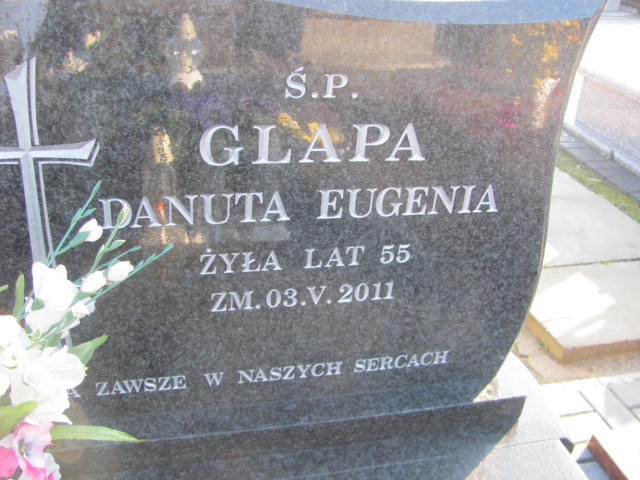 Ś.P.
GLAPA
DANUTA EUGENIA
ŻYŁA LAT 55
ZM.03.V.2011
ZAWSZE W NASZYCH SERCACH